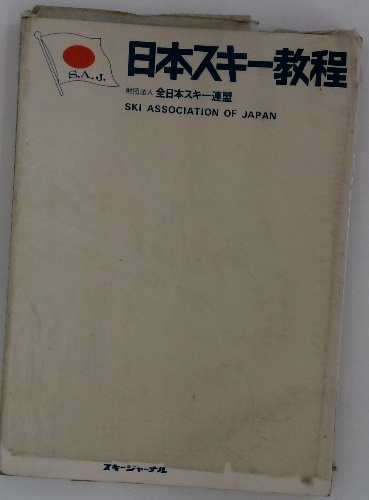 S.A.J.
日本スキー教程
財団法人 全日本スキー連盟
SKI ASSOCIATION OF JAPAN
スキージャーナル